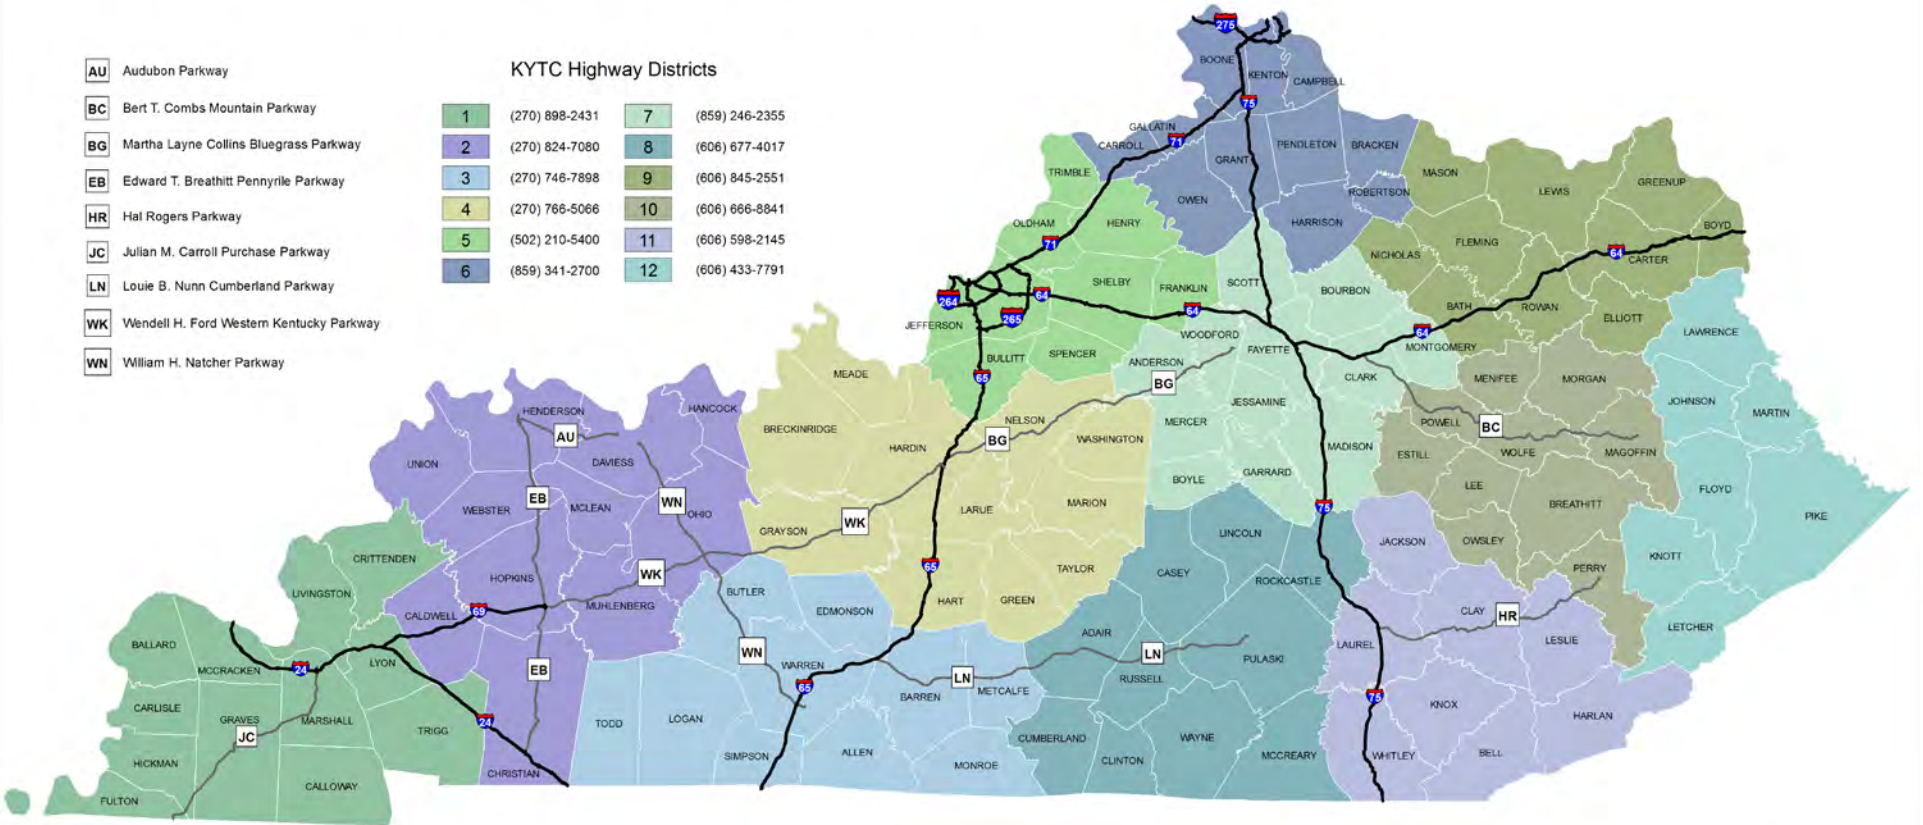 KYTC Highway Districts
AU Audubon Parkway
BC Bert T. Combs Mountain Parkway
BG Martha Layne Collins Bluegrass Parkway
EB Edward T. Breathitt Pennyrile Parkway
HR Hal Rogers Parkway
JC Julian M. Carroll Purchase Parkway
LN Louie B. Nunn Cumberland Parkway
WK Wendell H. Ford Western Kentucky Parkway
WN William H. Natcher Parkway
1 (270) 898-2431
2 (270) 824-7080
3 (270) 746-7898
4 (270) 766-5066
5 (502) 210-5400
6 (859) 341-2700
7 (859) 246-2355
8 (606) 677-4017
9 (606) 845-2551
10 (606) 666-8841
11 (606) 598-2145
12 (606) 433-7791
275
BOONE
KENTON
CAMPBELL
75
GALLATIN
71
CARROLL
GRANT
PENDLETON
BRACKEN
TRIMBLE
OWEN
ROBERTSON
HARRISON
MASON
LEWIS
GREENUP
BOYD
OLDHAM
HENRY
71
FLEMING
NICHOLAS
64
CARTER
SHELBY
FRANKLIN
SCOTT
BOURBON
264
64
64
265
JEFFERSON
BATH
ROWAN
ELLIOTT
64
WOODFORD
FAYETTE
MONTGOMERY
LAWRENCE
BULLITT
SPENCER
ANDERSON
BG
CLARK
MENIFEE
MORGAN
65
MEADE
JOHNSON
MARTIN
JESSAMINE
HENDERSON
HANCOCK
AU
BRECKINRIDGE
NELSON
BG
WASHINGTON
MERCER
POWELL
BC
HARDIN
MADISON
ESTILL
WOLFE
MAGOFFIN
UNION
DAVIESS
BOYLE
GARRARD
LEE
FLOYD
EB
WN
WEBSTER
MCLEAN
OHIO
LARUE
MARION
BREATHITT
PIKE
75
GRAYSON
WK
LINCOLN
JACKSON
OWSLEY
CRITTENDEN
KNOTT
HOPKINS
WK
65
TAYLOR
CASEY
ROCKCASTLE
PERRY
LIVINGSTON
BUTLER
EDMONSON
HART
GREEN
69
CALDWELL
MUHLENBERG
CLAY
HR
BALLARD
LETCHER
ADAIR
LESLIE
LAUREL
WN
LN
PULASKI
MCCRACKEN
24
LYON
EB
WARREN
65
BARREN
LN
METCALFE
RUSSELL
75
CARLISLE
GRAVES
JC
MARSHALL
24
TRIGG
TODD
LOGAN
KNOX
HARLAN
CUMBERLAND
WAYNE
HICKMAN
SIMPSON
ALLEN
MONROE
CLINTON
MCCREARY
WHITLEY
BELL
CHRISTIAN
CALLOWAY
FULTON